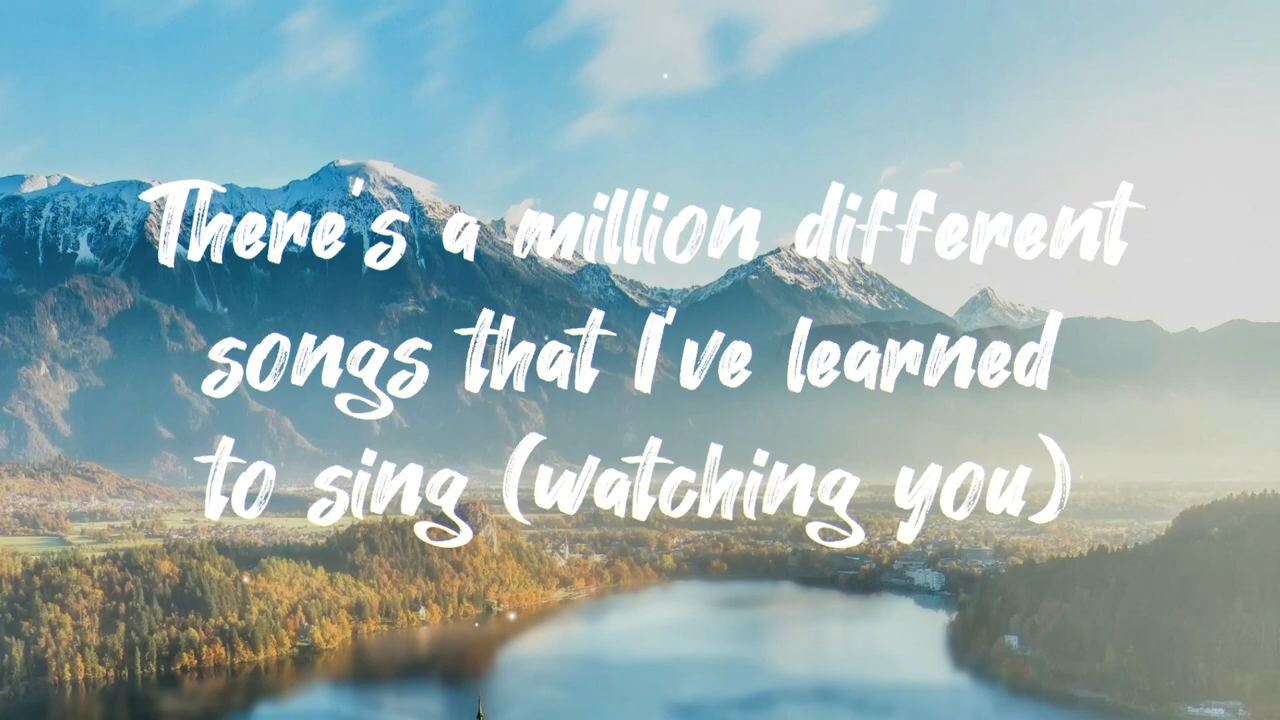 There's a million different
songs that I've learned
to sing (watching you)